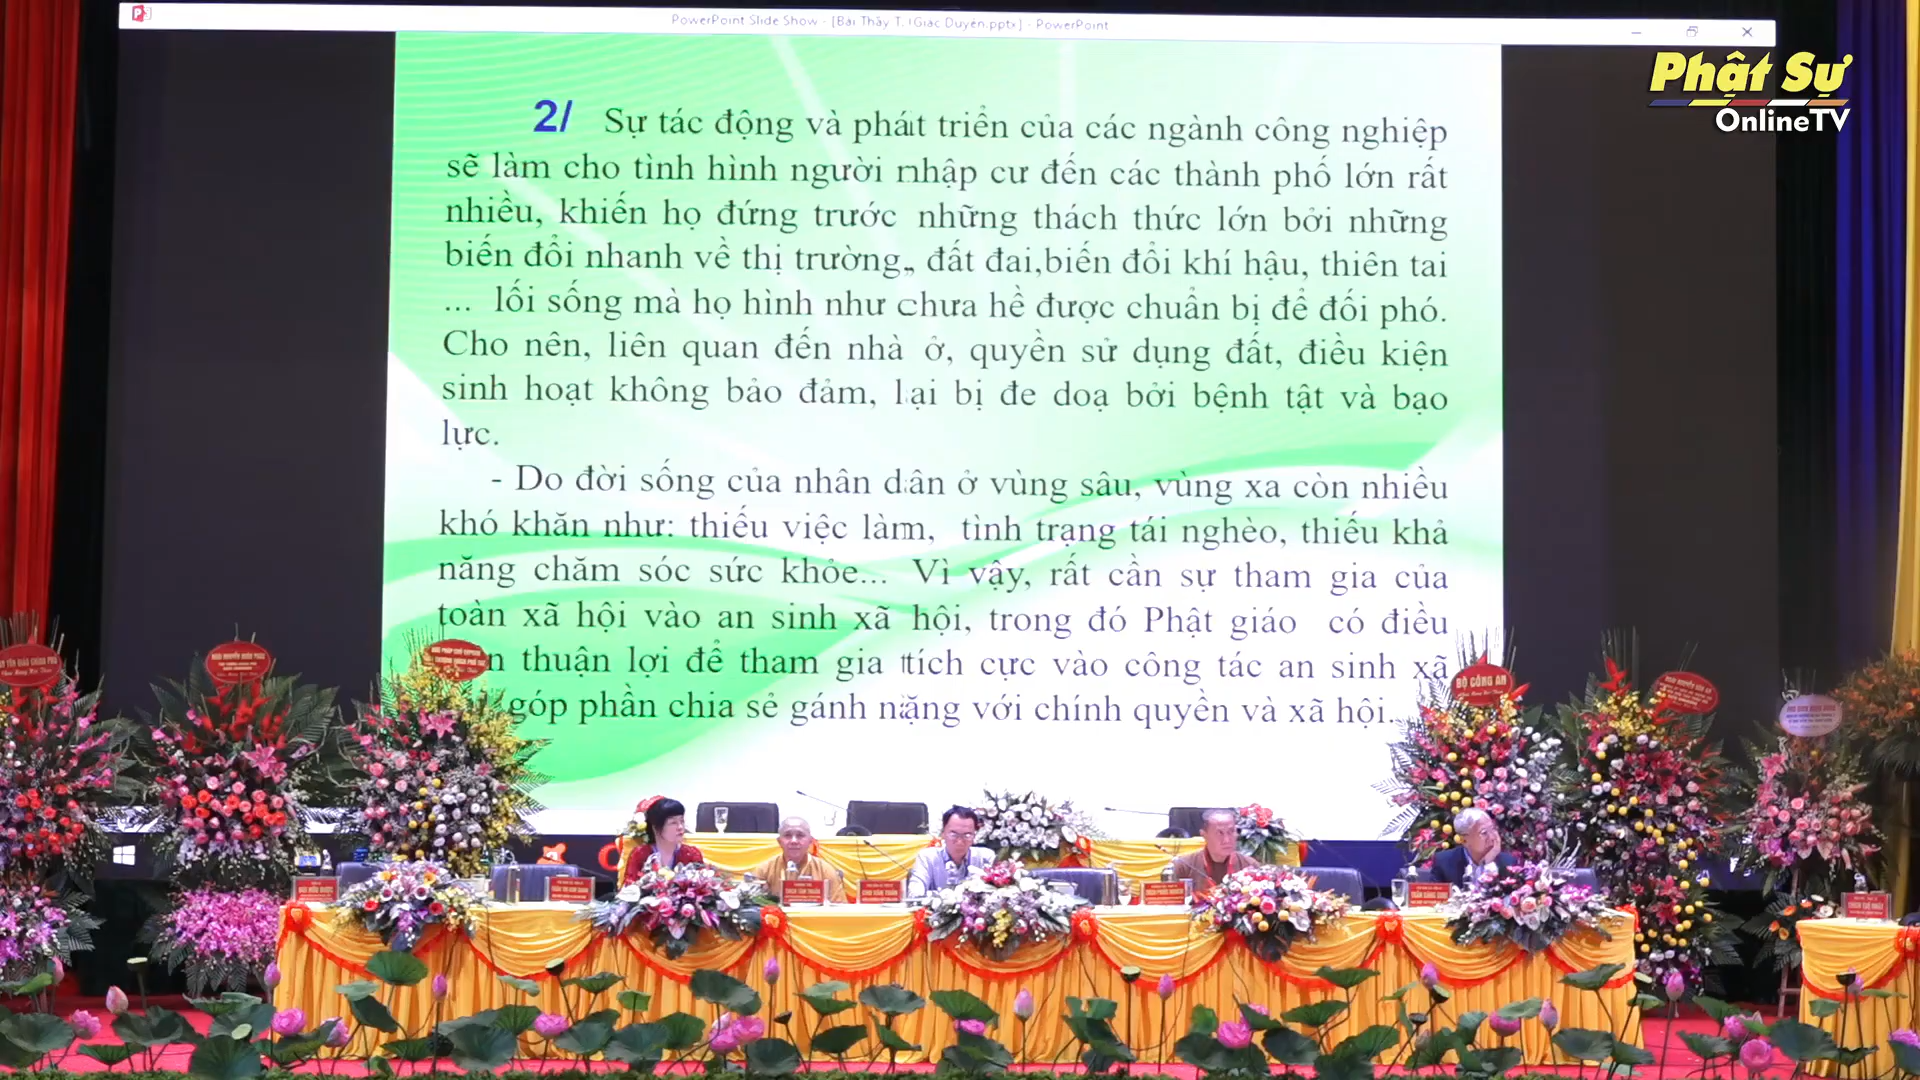 PowerPoint Slide Show - [Bài Thầy T. (Giác Duyên.pptx] - PowerPoint
Phật Sự
OnlineTV
2/ Sự tác động và phát triển của các ngành công nghiệp
sẽ làm cho tình hình người nhập cư đến các thành phố lớn rất
nhiều, khiến họ đứng trước những thách thức lớn bởi những
biến đổi nhanh về thị trường,, đất đai,biến đổi khí hậu, thiên tai
... lối sống mà họ hình như chưa hề được chuẩn bị để đối phó.
Cho nên, liên quan đến nhà ở, quyền sử dụng đất, điều kiện
sinh hoạt không bảo đảm, lại bị đe doạ bởi bệnh tật và bạo
lực.
- Do đời sống của nhân dân ở vùng sâu, vùng xa còn nhiều
khó khăn như: thiếu việc làm, tình trạng tái nghèo, thiếu khả
năng chăm sóc sức khỏe... Vì vậy, rất cần sự tham gia của
toàn xã hội vào an sinh xã hội, trong đó Phật giáo có điều
n thuận lợi để tham gia tích cực vào công tác an sinh xã
góp phần chia sẻ gánh nặng với chính quyền và xã hội.
BỘ CÔNG AN